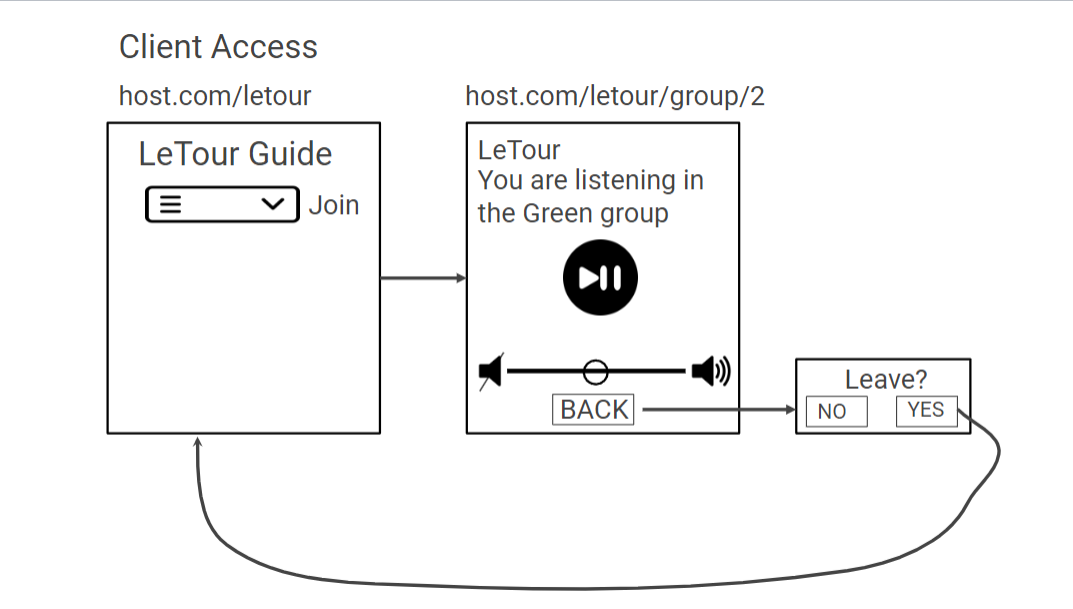 Client Access
host.com/letour
host.com/letour/group/2
LeTour Guide
Join
LeTour
You are listening in
the Green group
BACK
Leave?
NO
YES